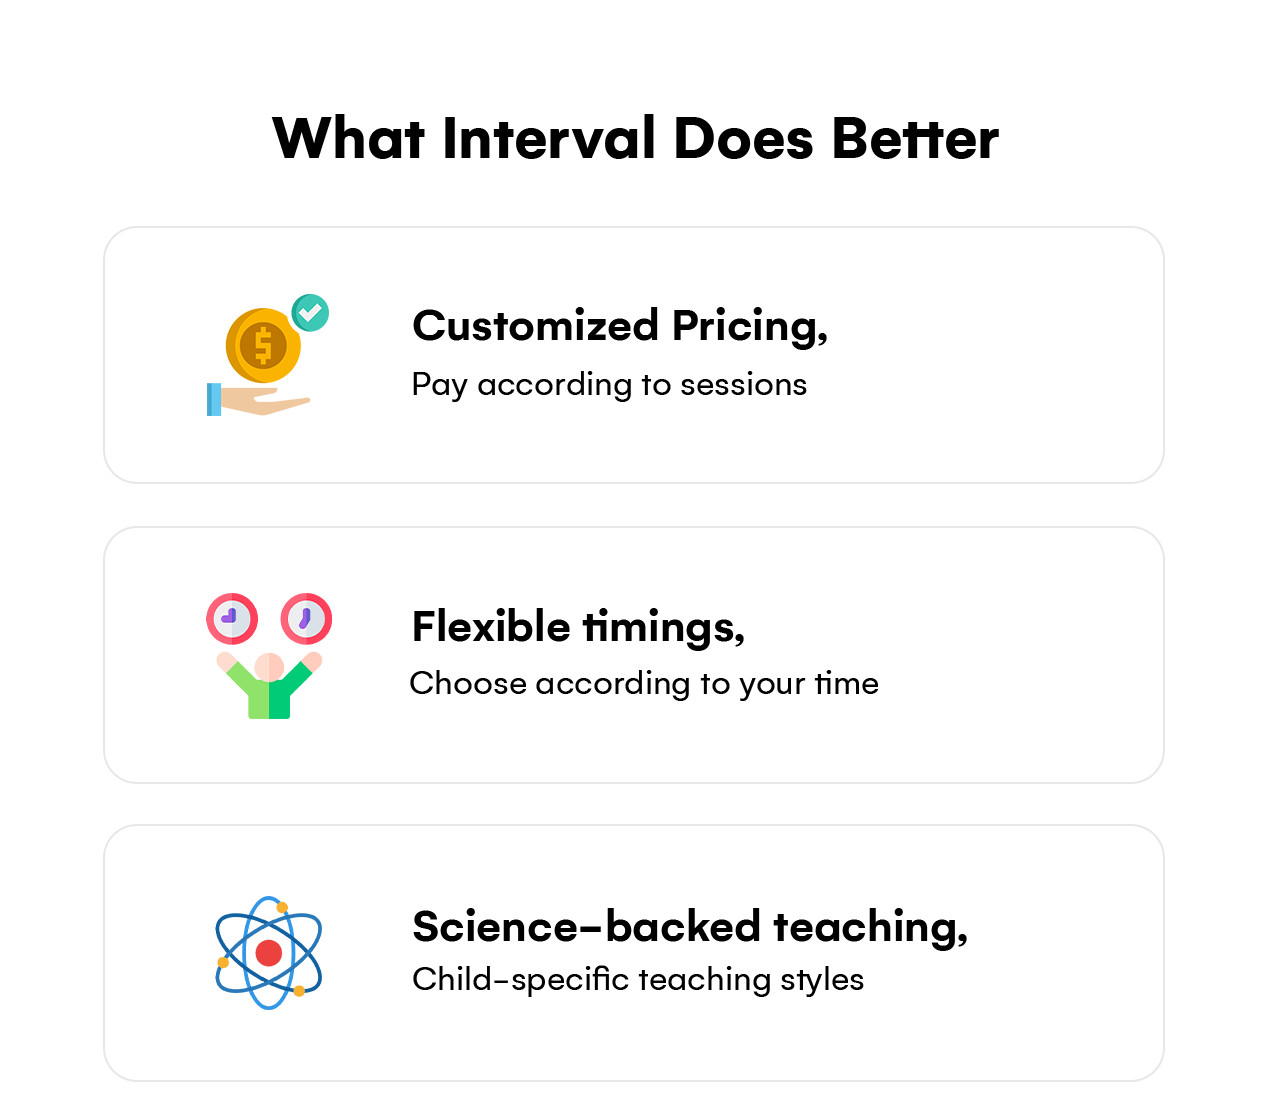 What Interval Does Better
Customized Pricing,
Pay according to sessions
Flexible timings,
Choose according to your time
Science-backed teaching,
Child-specific teaching styles